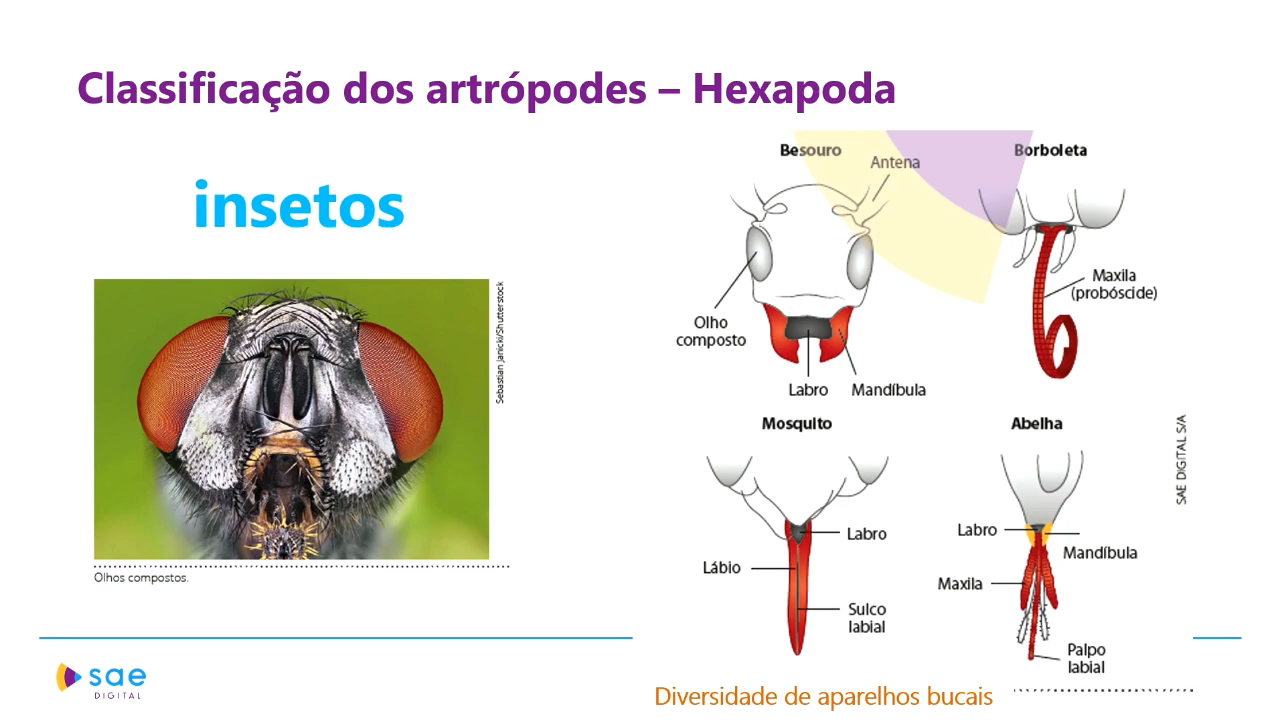 Classificação dos artrópodes – Hexapoda
insetos
Sebastian Janicki/Shutterstock
Olhos compostos.
Besouro
Antena
Olho
composto
Labro
Mandíbula
Borboleta
Maxila
(probóscide)
Mosquito
Labro
Lábio
Sulco
labial
Abelha
Labro
Mandíbula
Maxila
Palpo
labial
SAE DIGITAL S/A
Diversidade de aparelhos bucais
sae
DIGITAL